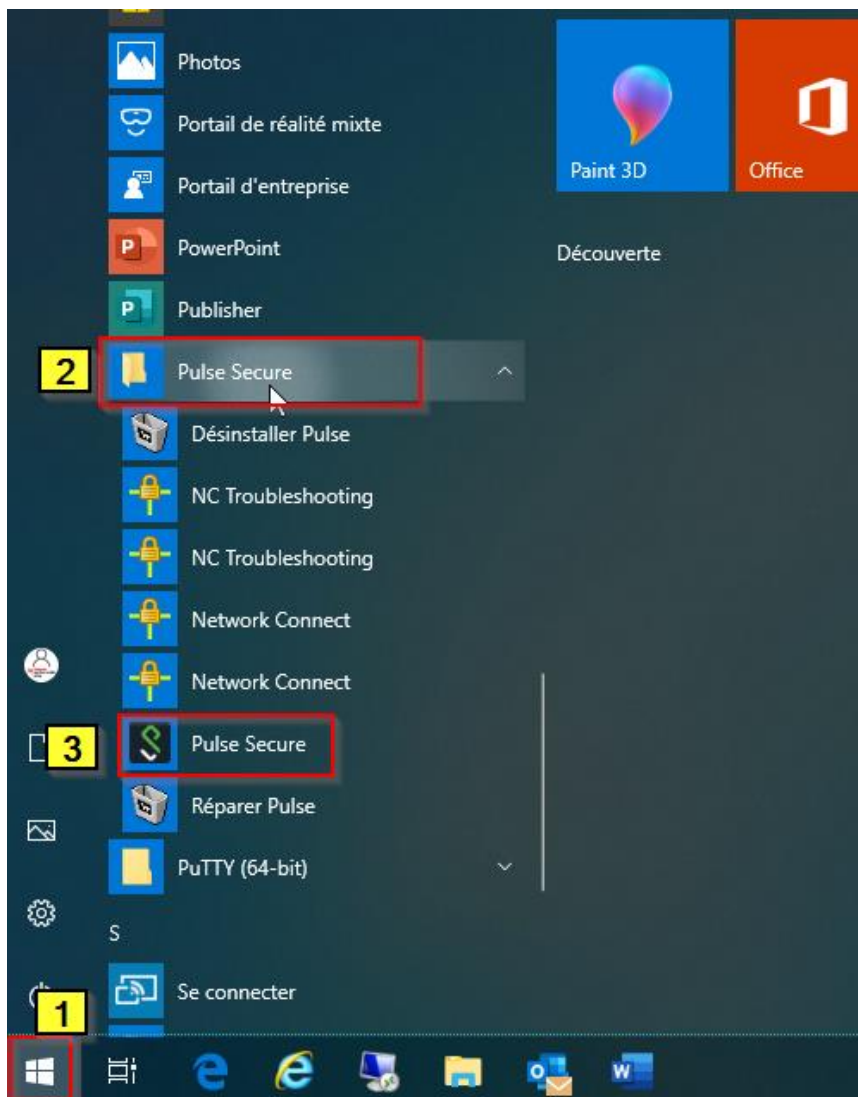 Photos
Portail de réalité mixte
Portail d'entreprise
Paint 3D
Office
PowerPoint
Découverte
Publisher
2
Pulse Secure
Désinstaller Pulse
NC Troubleshooting
NC Troubleshooting
Network Connect
Network Connect
3
Pulse Secure
Réparer Pulse
PuTTY (64-bit)
S
Se connecter
1